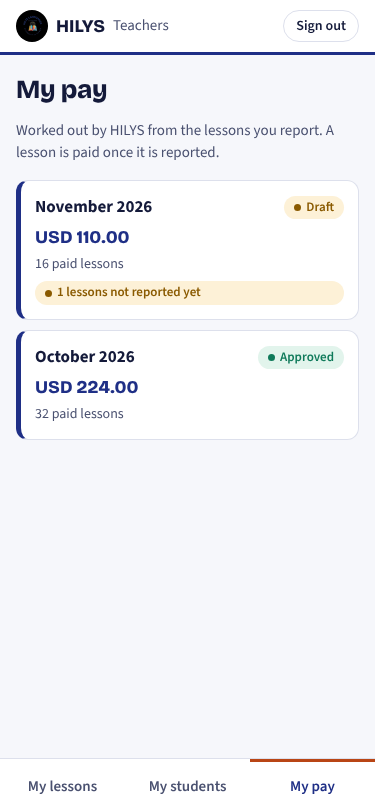 HILYS Teachers
Sign out
My pay
Worked out by HILYS from the lessons you report. A
lesson is paid once it is reported.
November 2026
Draft
USD 110.00
16 paid lessons
1 lessons not reported yet
October 2026
Approved
USD 224.00
32 paid lessons
My lessons
My students
My pay